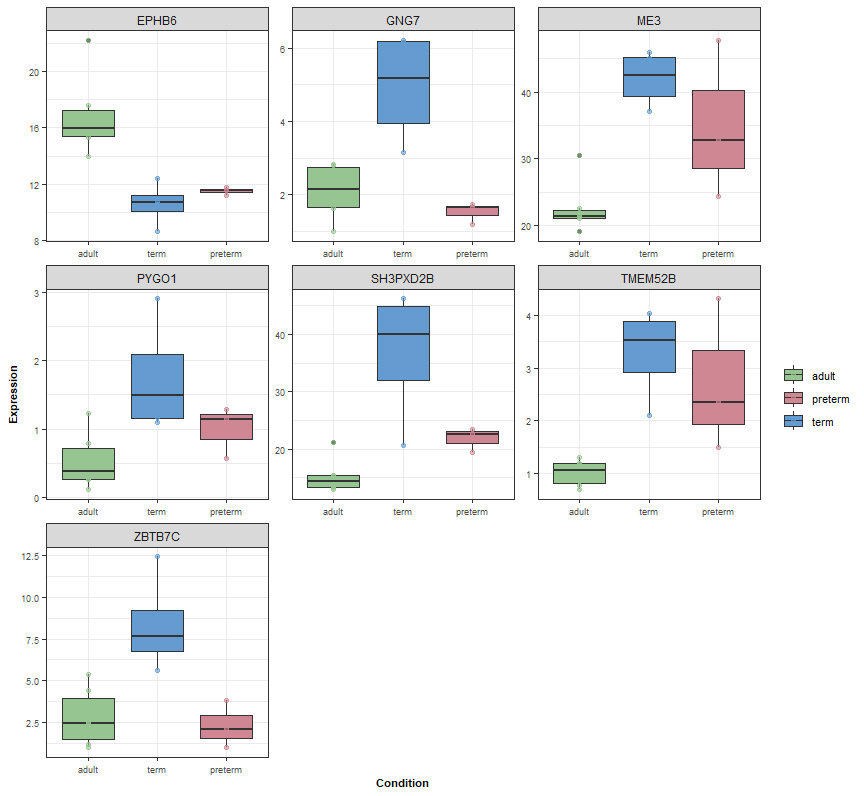 EPHB6 GNG7 ME3
20
16
12
8
6
4
2
40
30
20
adult term preterm adult term preterm adult term preterm
PYGO1 SH3PXD2B TMEM52B
3
2
1
0
40
30
20
4
3
2
1
adult term preterm adult term preterm adult term preterm
ZBTB7C
12.5
10.0
7.5
5.0
2.5
adult term preterm
Expression
Condition
adult
preterm
term